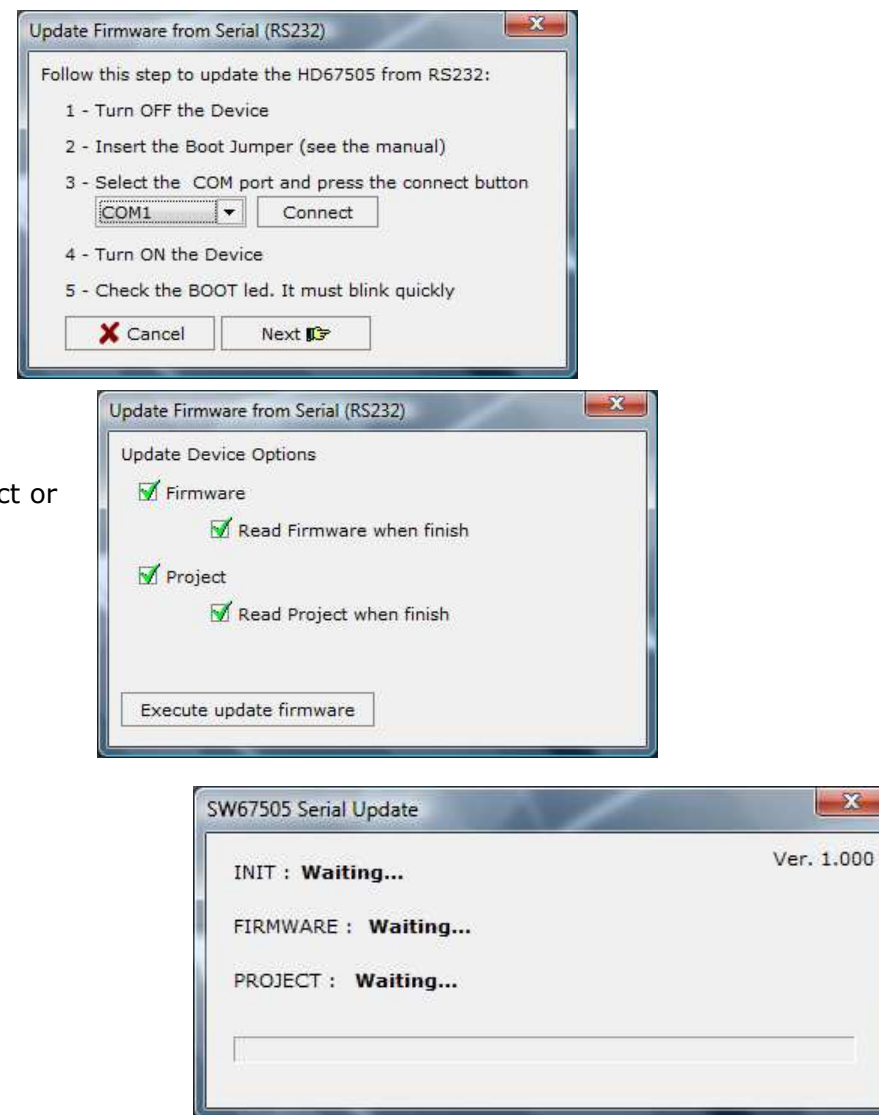 Update Firmware from Serial (RS232)
Follow this step to update the HD67505 from RS232:
1 - Turn OFF the Device
2 - Insert the Boot Jumper (see the manual)
3 - Select the COM port and press the connect button
COM1 Connect
4 - Turn ON the Device
5 - Check the BOOT led. It must blink quickly
Cancel Next
Update Firmware from Serial (RS232)
Update Device Options
ct or
Firmware
Read Firmware when finish
Project
Read Project when finish
Execute update firmware
SW67505 Serial Update
Ver. 1.000
INIT : Waiting...
FIRMWARE : Waiting...
PROJECT : Waiting...